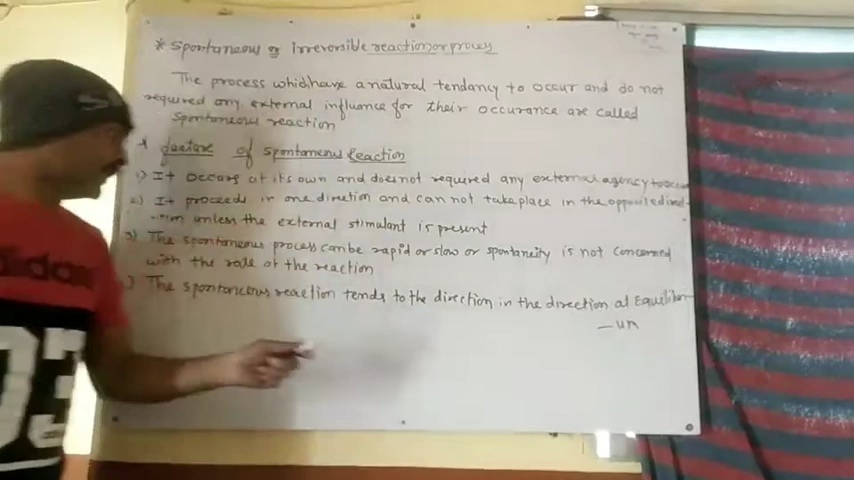 * Spontaneous or Irreversible reaction or process
The process which have a natural tendancy to occur and do not
required any external influence for their occurance are called
spontaneous reaction
* feature of spontaneous Reaction
1) It occurs at its own and does not required any external agency to occur
2) It proceeds in one direction and can not take place in the opposite direct-
-ion unless the external stimulant is present
3) The spontaneous process can be rapid or slow or spontaneity is not concerned
with the rate of the reaction
) The spontaneous reaction tends to the direction in the direction at Equilibri-
-um